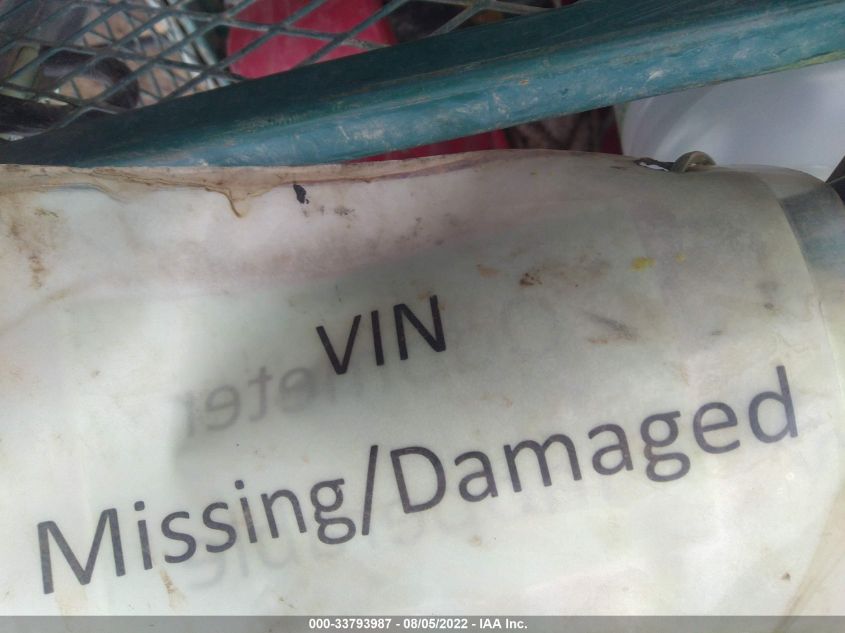 VIN
Missing/Damaged
000-33793987 - 08/05/2022 - IAA Inc.